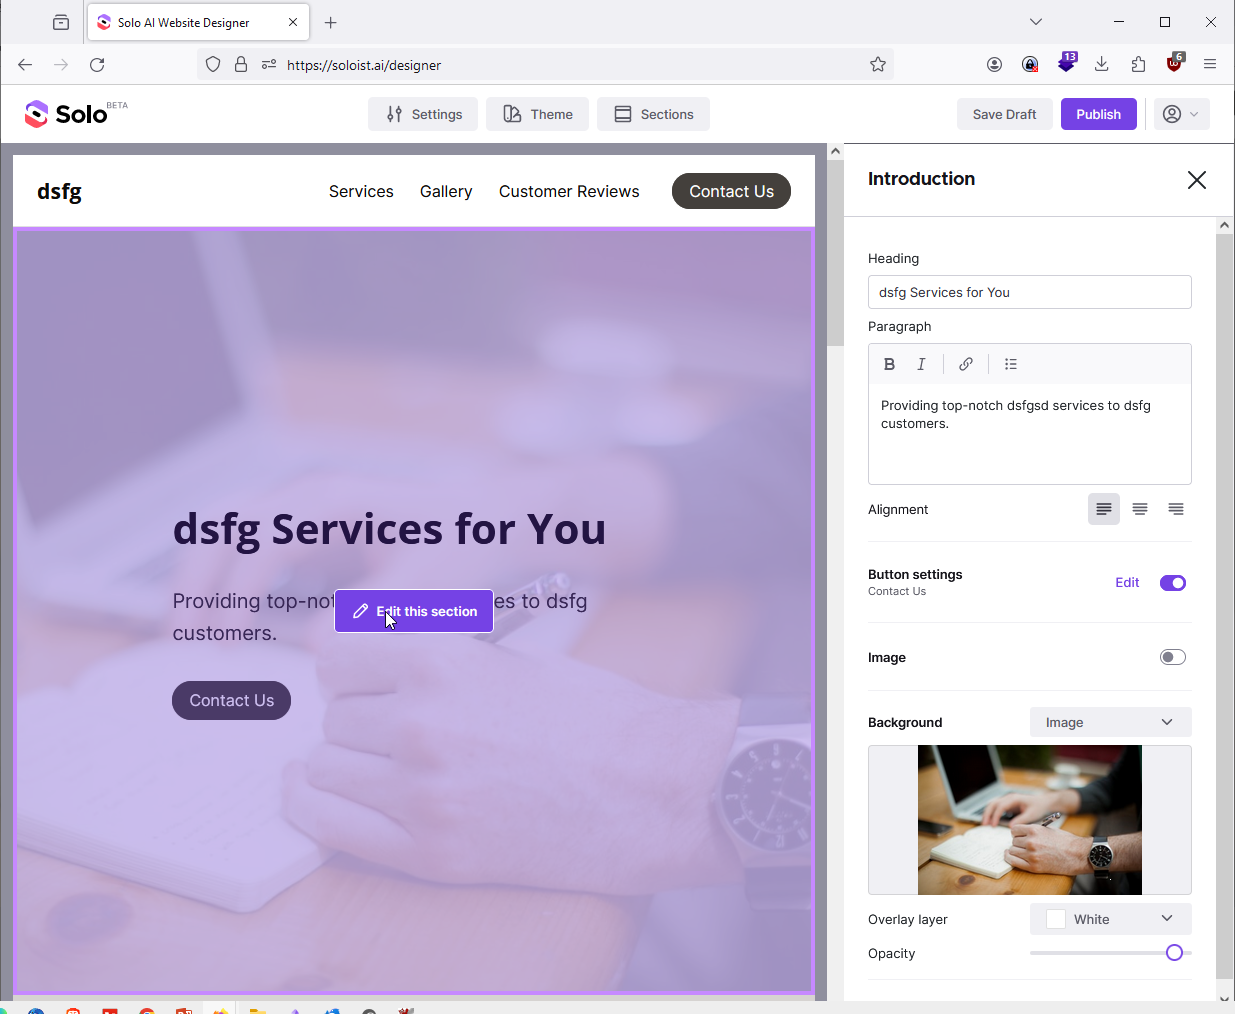 Solo AI Website Designer
https://soloist.ai/designer
13
6
Solo BETA
Settings
Theme
Sections
Save Draft
Publish
dsfg
Services
Gallery
Customer Reviews
Contact Us
dsfg Services for You
Providing top-not es to dsfg
customers.
Edit this section
Contact Us
Introduction
Heading
dsfg Services for You
Paragraph
B I
Providing top-notch dsfgsd services to dsfg
customers.
Alignment
Button settings
Contact Us
Edit
Image
Background
Image
Overlay layer
White
Opacity